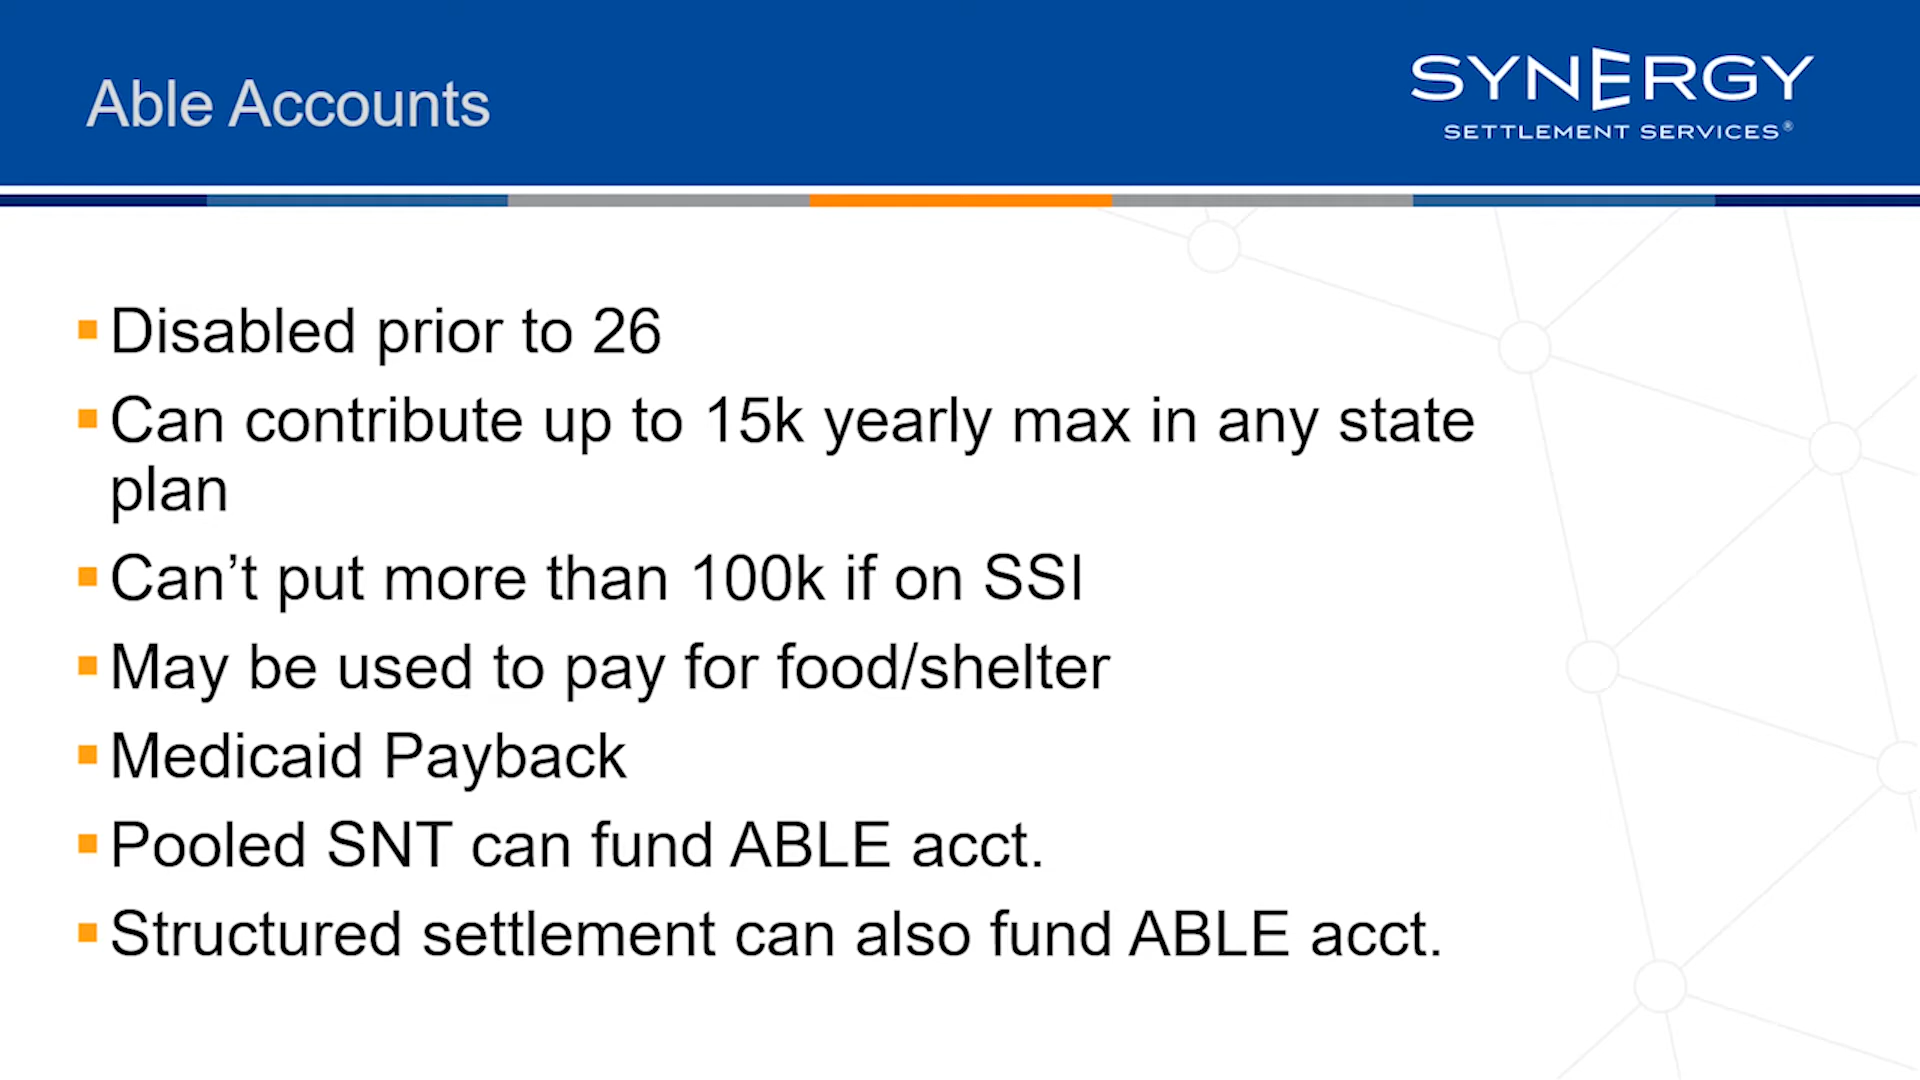 Able Accounts
SYNERGY
SETTLEMENT SERVICES®
Disabled prior to 26
Can contribute up to 15k yearly max in any state
plan
Can’t put more than 100k if on SSI
May be used to pay for food/shelter
Medicaid Payback
Pooled SNT can fund ABLE acct.
Structured settlement can also fund ABLE acct.